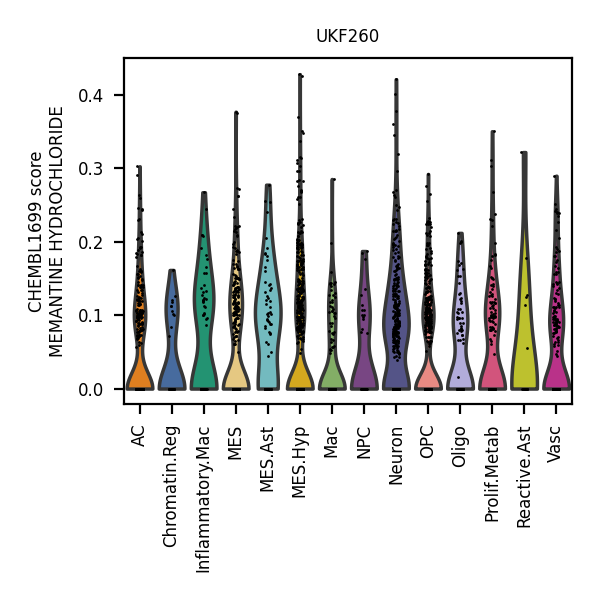 UKF260
CHEMBL1699 score
MEMANTINE HYDROCHLORIDE
0.4
0.3
0.2
0.1
0.0
AC
Chromatin.Reg
Inflammatory.Mac
MES
MES.Ast
MES.Hyp
Mac
NPC
Neuron
OPC
Oligo
Prolif.Metab
Reactive.Ast
Vasc